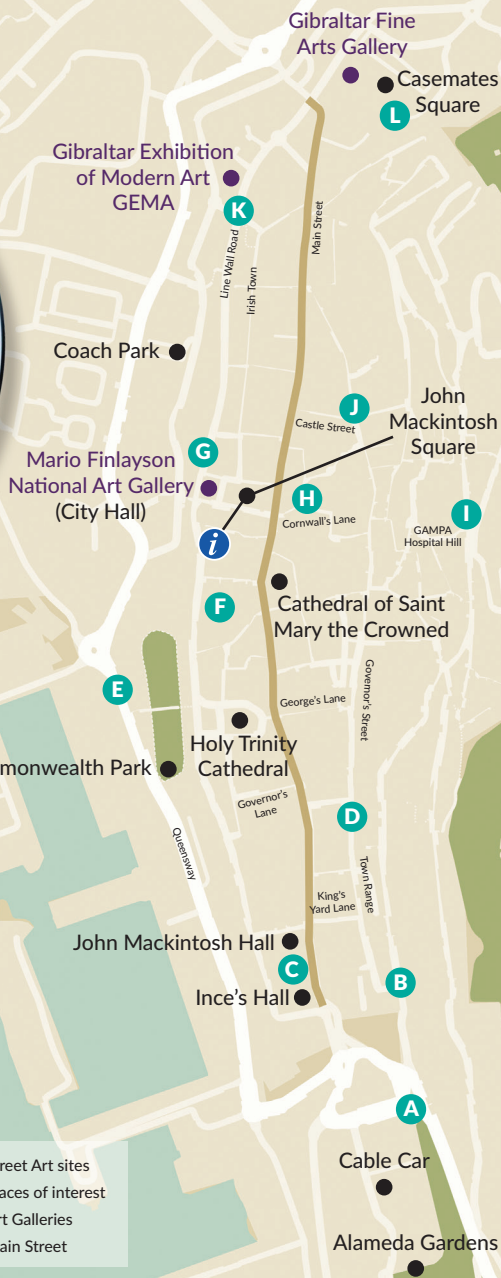 Gibraltar Fine
Arts Gallery
Casemates
Square
L
Gibraltar Exhibition
of Modern Art
GEMA
K
Main Street
Line Wall Road
Irish Town
Coach Park
J
Castle Street
John
Mackintosh
Square
G
Mario Finlayson
National Art Gallery
(City Hall)
H
Cornwall's Lane
I
GAMPA
Hospital Hill
i
F
Cathedral of Saint
Mary the Crowned
E
George's Lane
Governor's Street
Holy Trinity
Cathedral
monwealth Park
Governor's
Lane
D
Queensway
Town Range
King's
Yard Lane
John Mackintosh Hall
C
Ince's Hall
B
A
Cable Car
Alameda Gardens
reet Art sites
aces of interest
rt Galleries
ain Street